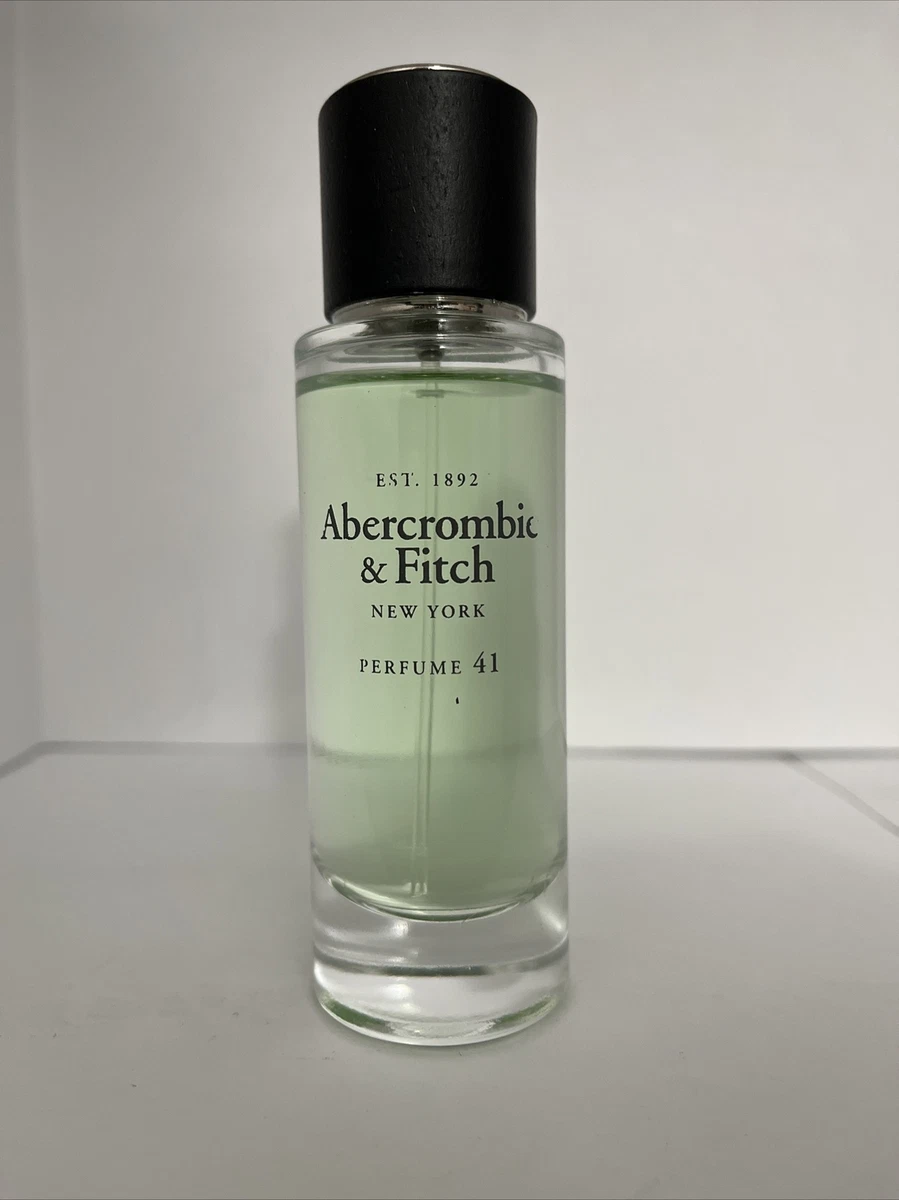 EST. 1892
Abercrombie
& Fitch
NEW YORK
PERFUME 41